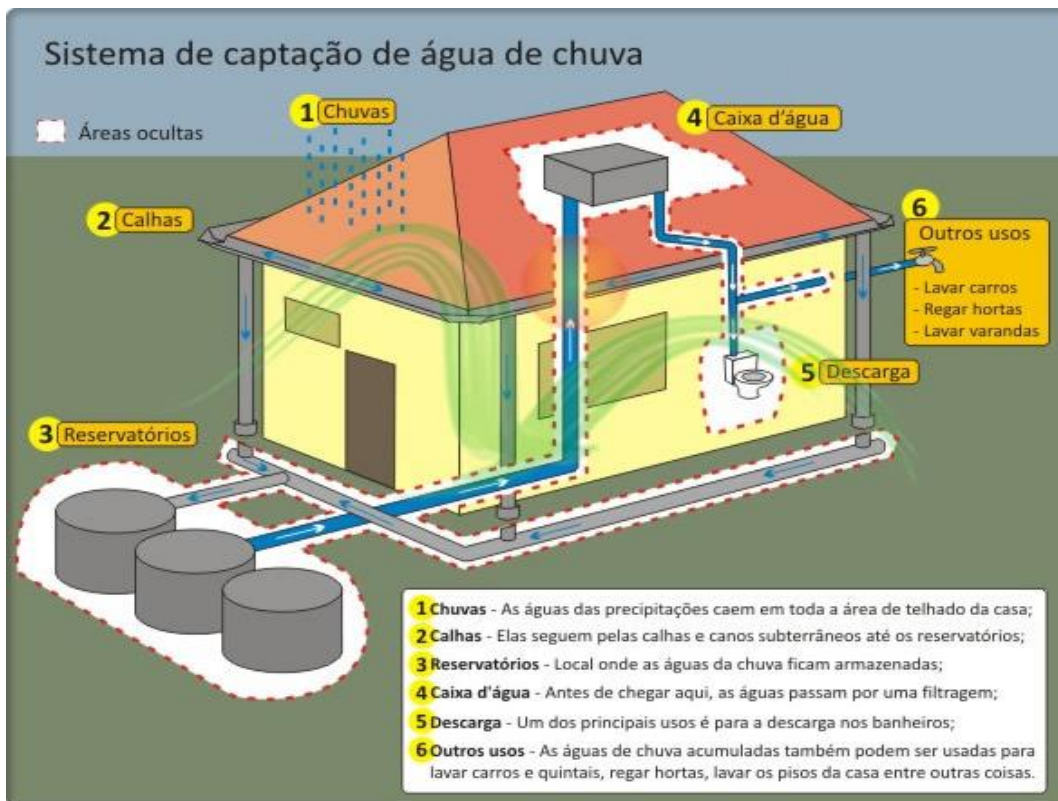 Sistema de captação de água de chuva
Áreas ocultas
1 Chuvas
4 Caixa d'água
2 Calhas
6
Outros usos
- Lavar carros
- Regar hortas
- Lavar varandas
5 Descarga
3 Reservatórios
1 Chuvas - As águas das precipitações caem em toda a área de telhado da casa;
2 Calhas - Elas seguem pelas calhas e canos subterrâneos até os reservatórios;
3 Reservatórios - Local onde as águas da chuva ficam armazenadas;
4 Caixa d'água - Antes de chegar aqui, as águas passam por uma filtragem;
5 Descarga - Um dos principais usos é para a descarga nos banheiros;
6 Outros usos - As águas de chuva acumuladas também podem ser usadas para
lavar carros e quintais, regar hortas, lavar os pisos da casa entre outras coisas.